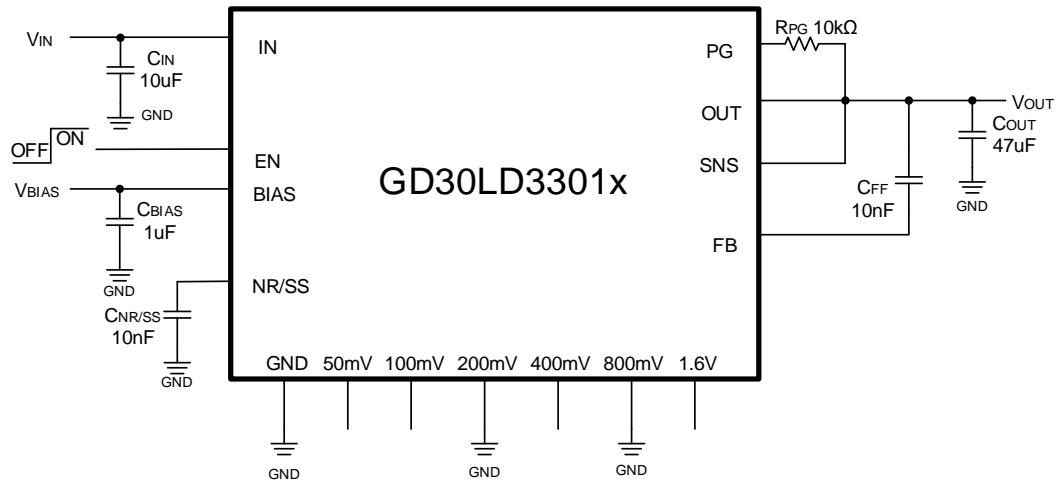 VIN
CIN
10uF
GND
OFF
ON
VBIAS
CBIAS
1uF
GND
CNR/SS
10nF
GND
IN
EN
BIAS
NR/SS
GD30LD3301x
PG
OUT
SNS
FB
GND 50mV 100mV 200mV 400mV 800mV 1.6V
GND
GND
GND
RPG 10kΩ
VOUT
COUT
47uF
GND
CFF
10nF